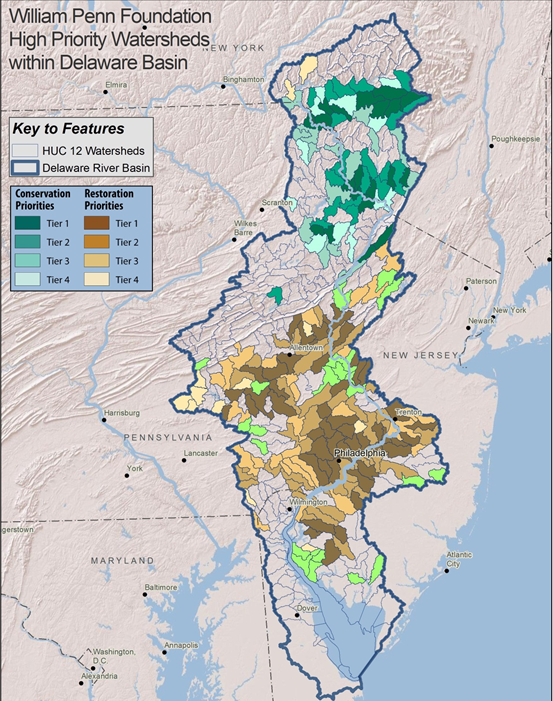 William Penn Foundation
High Priority Watersheds
within Delaware Basin
NEW YORK
Elmira
Binghamton
Key to Features
HUC 12 Watersheds
Delaware River Basin
Poughkeepsie
Conservation Priorities
Restoration Priorities
Tier 1
Tier 1
Tier 2
Tier 2
Tier 3
Tier 3
Tier 4
Tier 4
Scranton
Wilkes
Barre
Paterson
New York
Newark
Allentown
NEW JERSEY
Harrisburg
Trenton
PENNSYLVANIA
Lancaster
Philadelphia
York
Wilmington
gerstown
MARYLAND
Atlantic
City
Baltimore
Dover
Annapolis
Washington,
D.C.
Alexandria